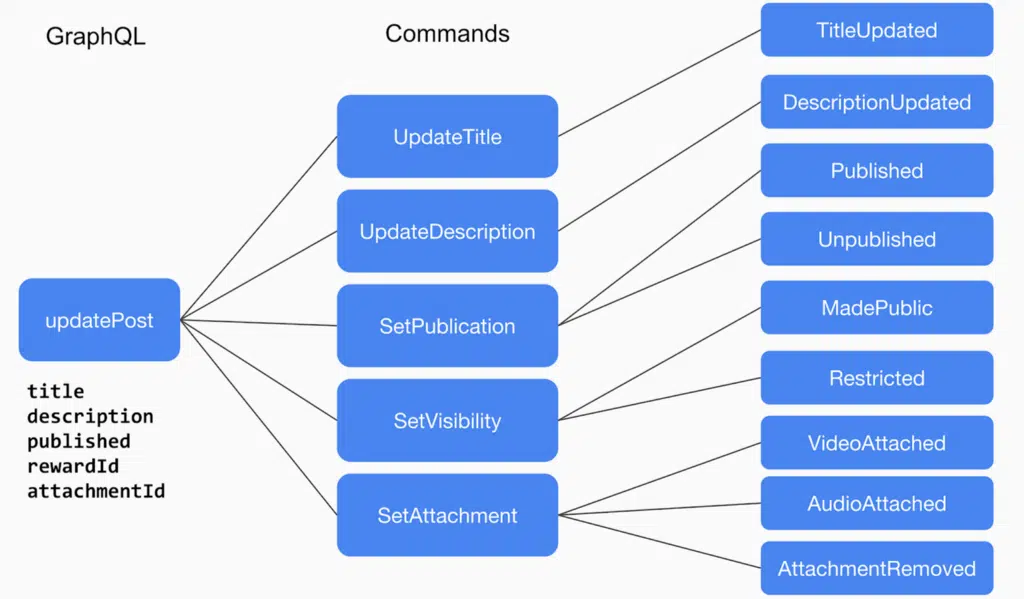 GraphQL
Commands
updatePost
title
description
published
rewardId
attachmentId
UpdateTitle
UpdateDescription
SetPublication
SetVisibility
SetAttachment
TitleUpdated
DescriptionUpdated
Published
Unpublished
MadePublic
Restricted
VideoAttached
AudioAttached
AttachmentRemoved